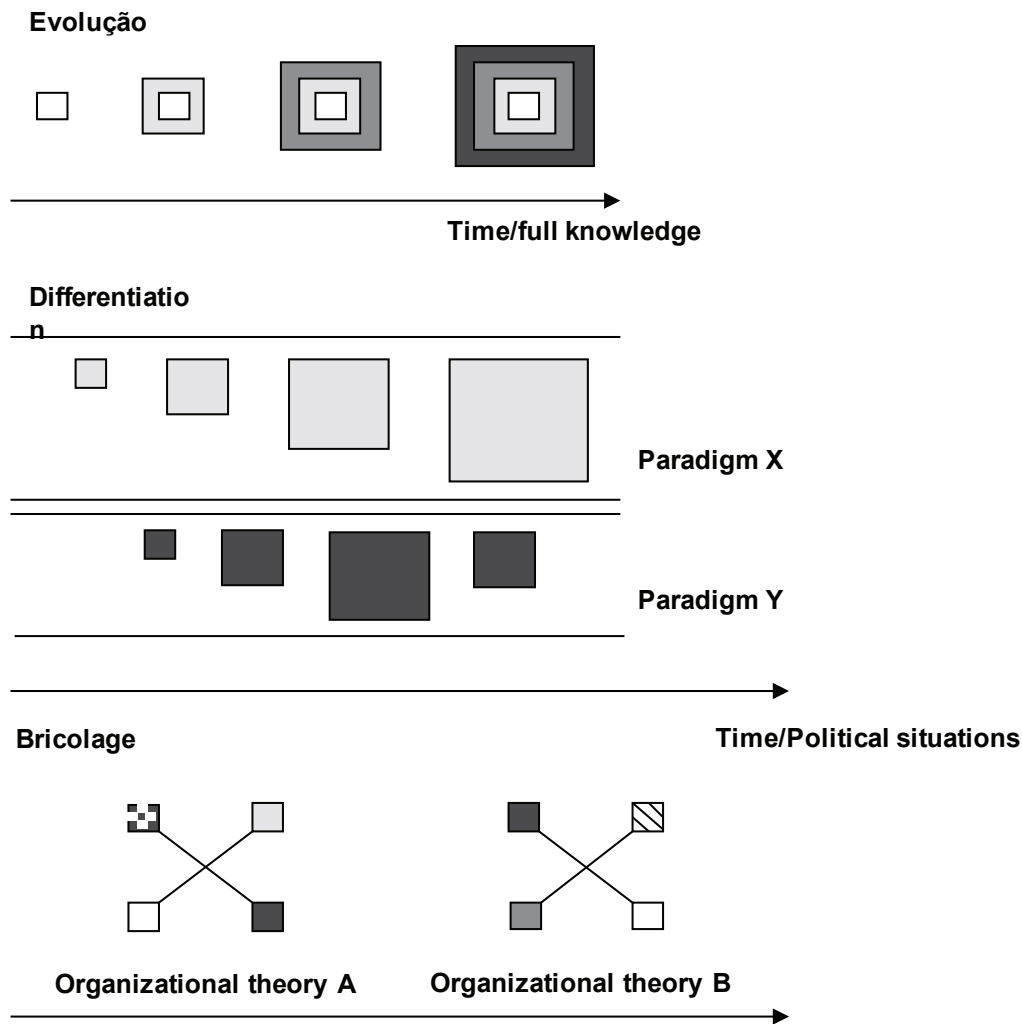 Evolução
Time/full knowledge
Differentiatio
n
Paradigm X
Paradigm Y
Bricolage
Time/Political situations
Organizational theory A
Organizational theory B